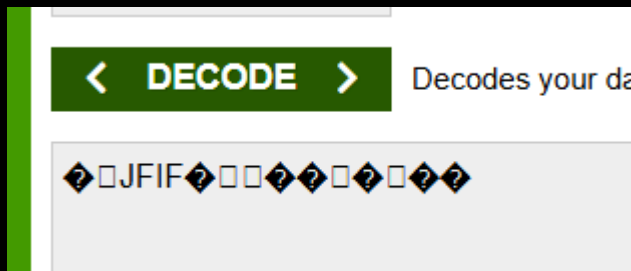 < DECODE > Decodes your da
�□JFIF�□□��□�□��